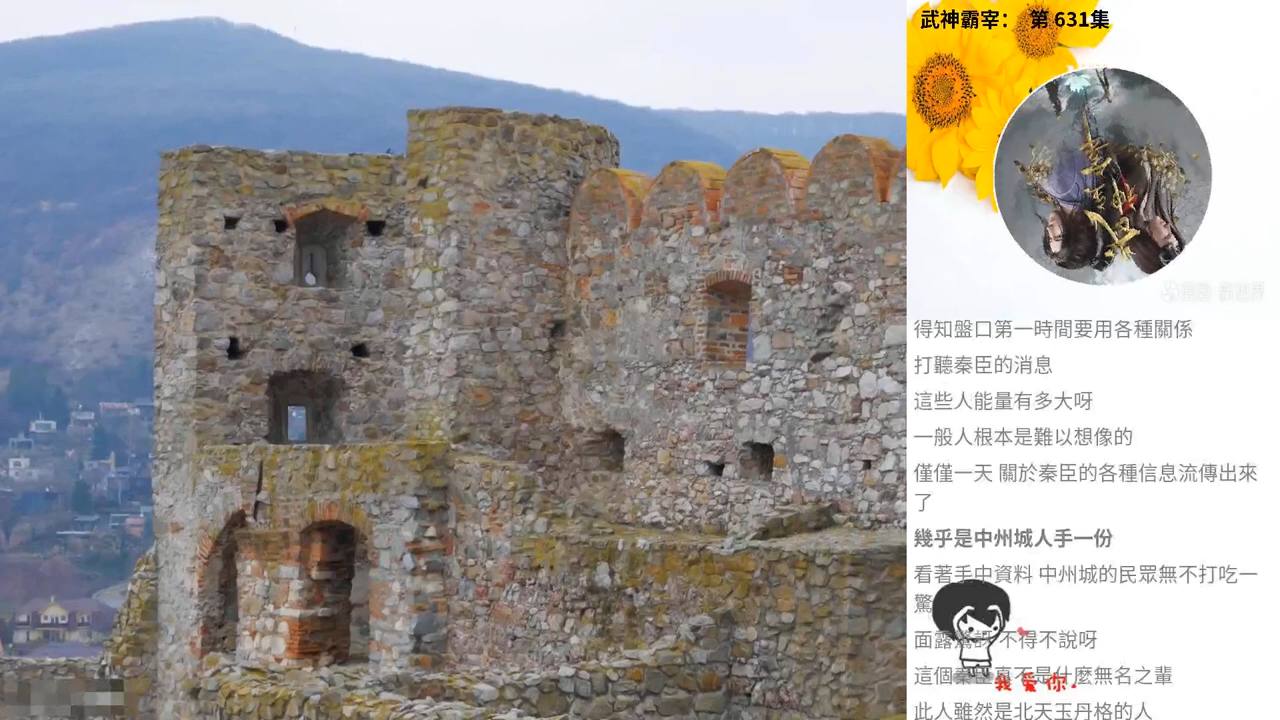 武神霸宰： 第 631集
得知盤口第一時間要用各種關係
打聽秦臣的消息
這些人能量有多大呀
一般人根本是難以想像的
僅僅一天 關於秦臣的各種信息流傳出來
了
幾乎是中州城人手一份
看著手中資料 中州城的民眾無不打吃一
驚
面露 不得不說呀
這個秦 真不是什麼無名之輩
我爱你.
此人雖然是北天玉丹格的人